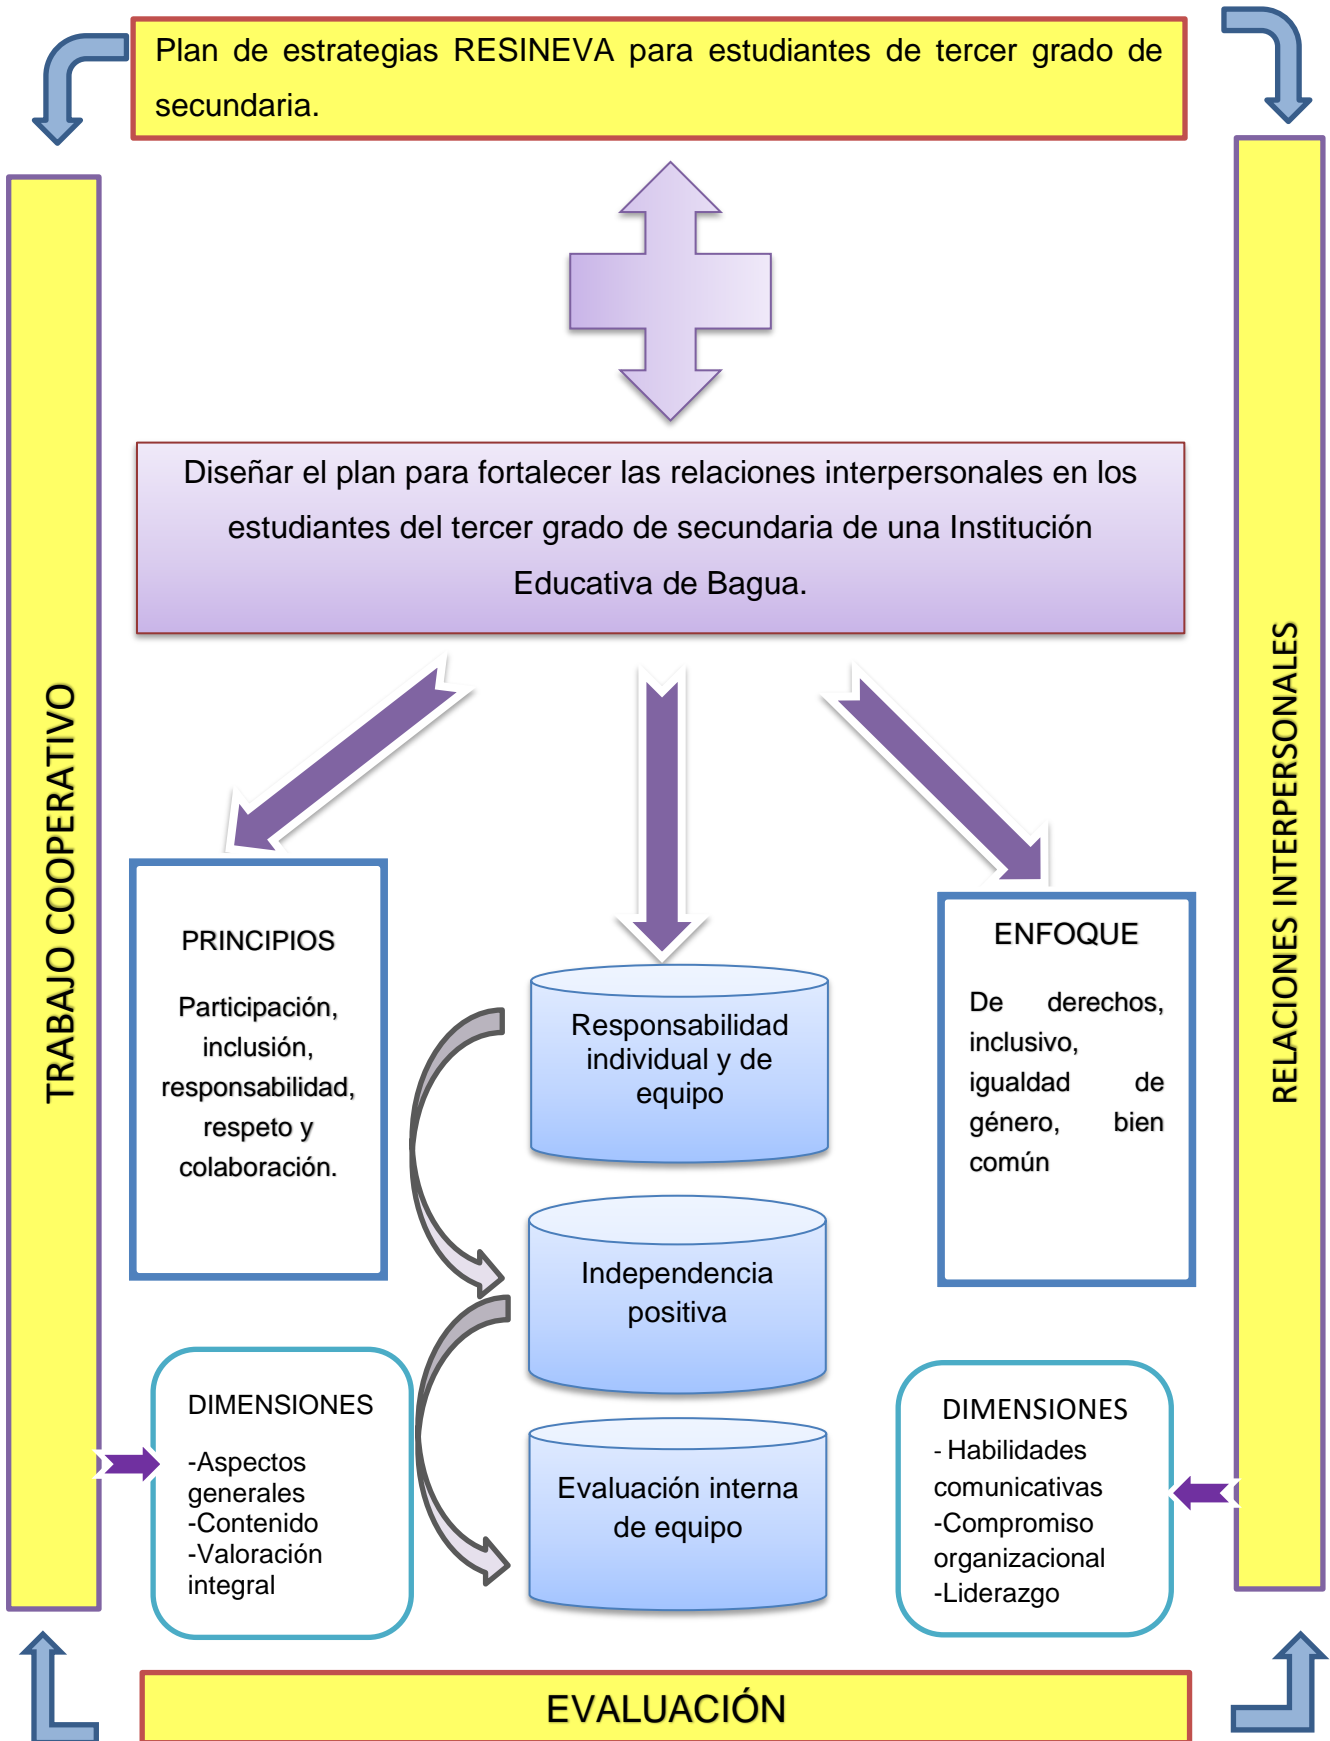 Plan de estrategias RESINEVA para estudiantes de tercer grado de
secundaria.
Diseñar el plan para fortalecer las relaciones interpersonales en los
estudiantes del tercer grado de secundaria de una Institución
Educativa de Bagua.
TRABAJO COOPERATIVO
RELACIONES INTERPERSONALES
PRINCIPIOS
Participación,
inclusión,
responsabilidad,
respeto y
colaboración.
Responsabilidad
individual y de
equipo
ENFOQUE
De derechos,
inclusivo,
igualdad de
género, bien
común
Independencia
positiva
DIMENSIONES
-Aspectos
generales
-Contenido
-Valoración
integral
Evaluación interna
de equipo
DIMENSIONES
- Habilidades
comunicativas
-Compromiso
organizacional
-Liderazgo
EVALUACIÓN